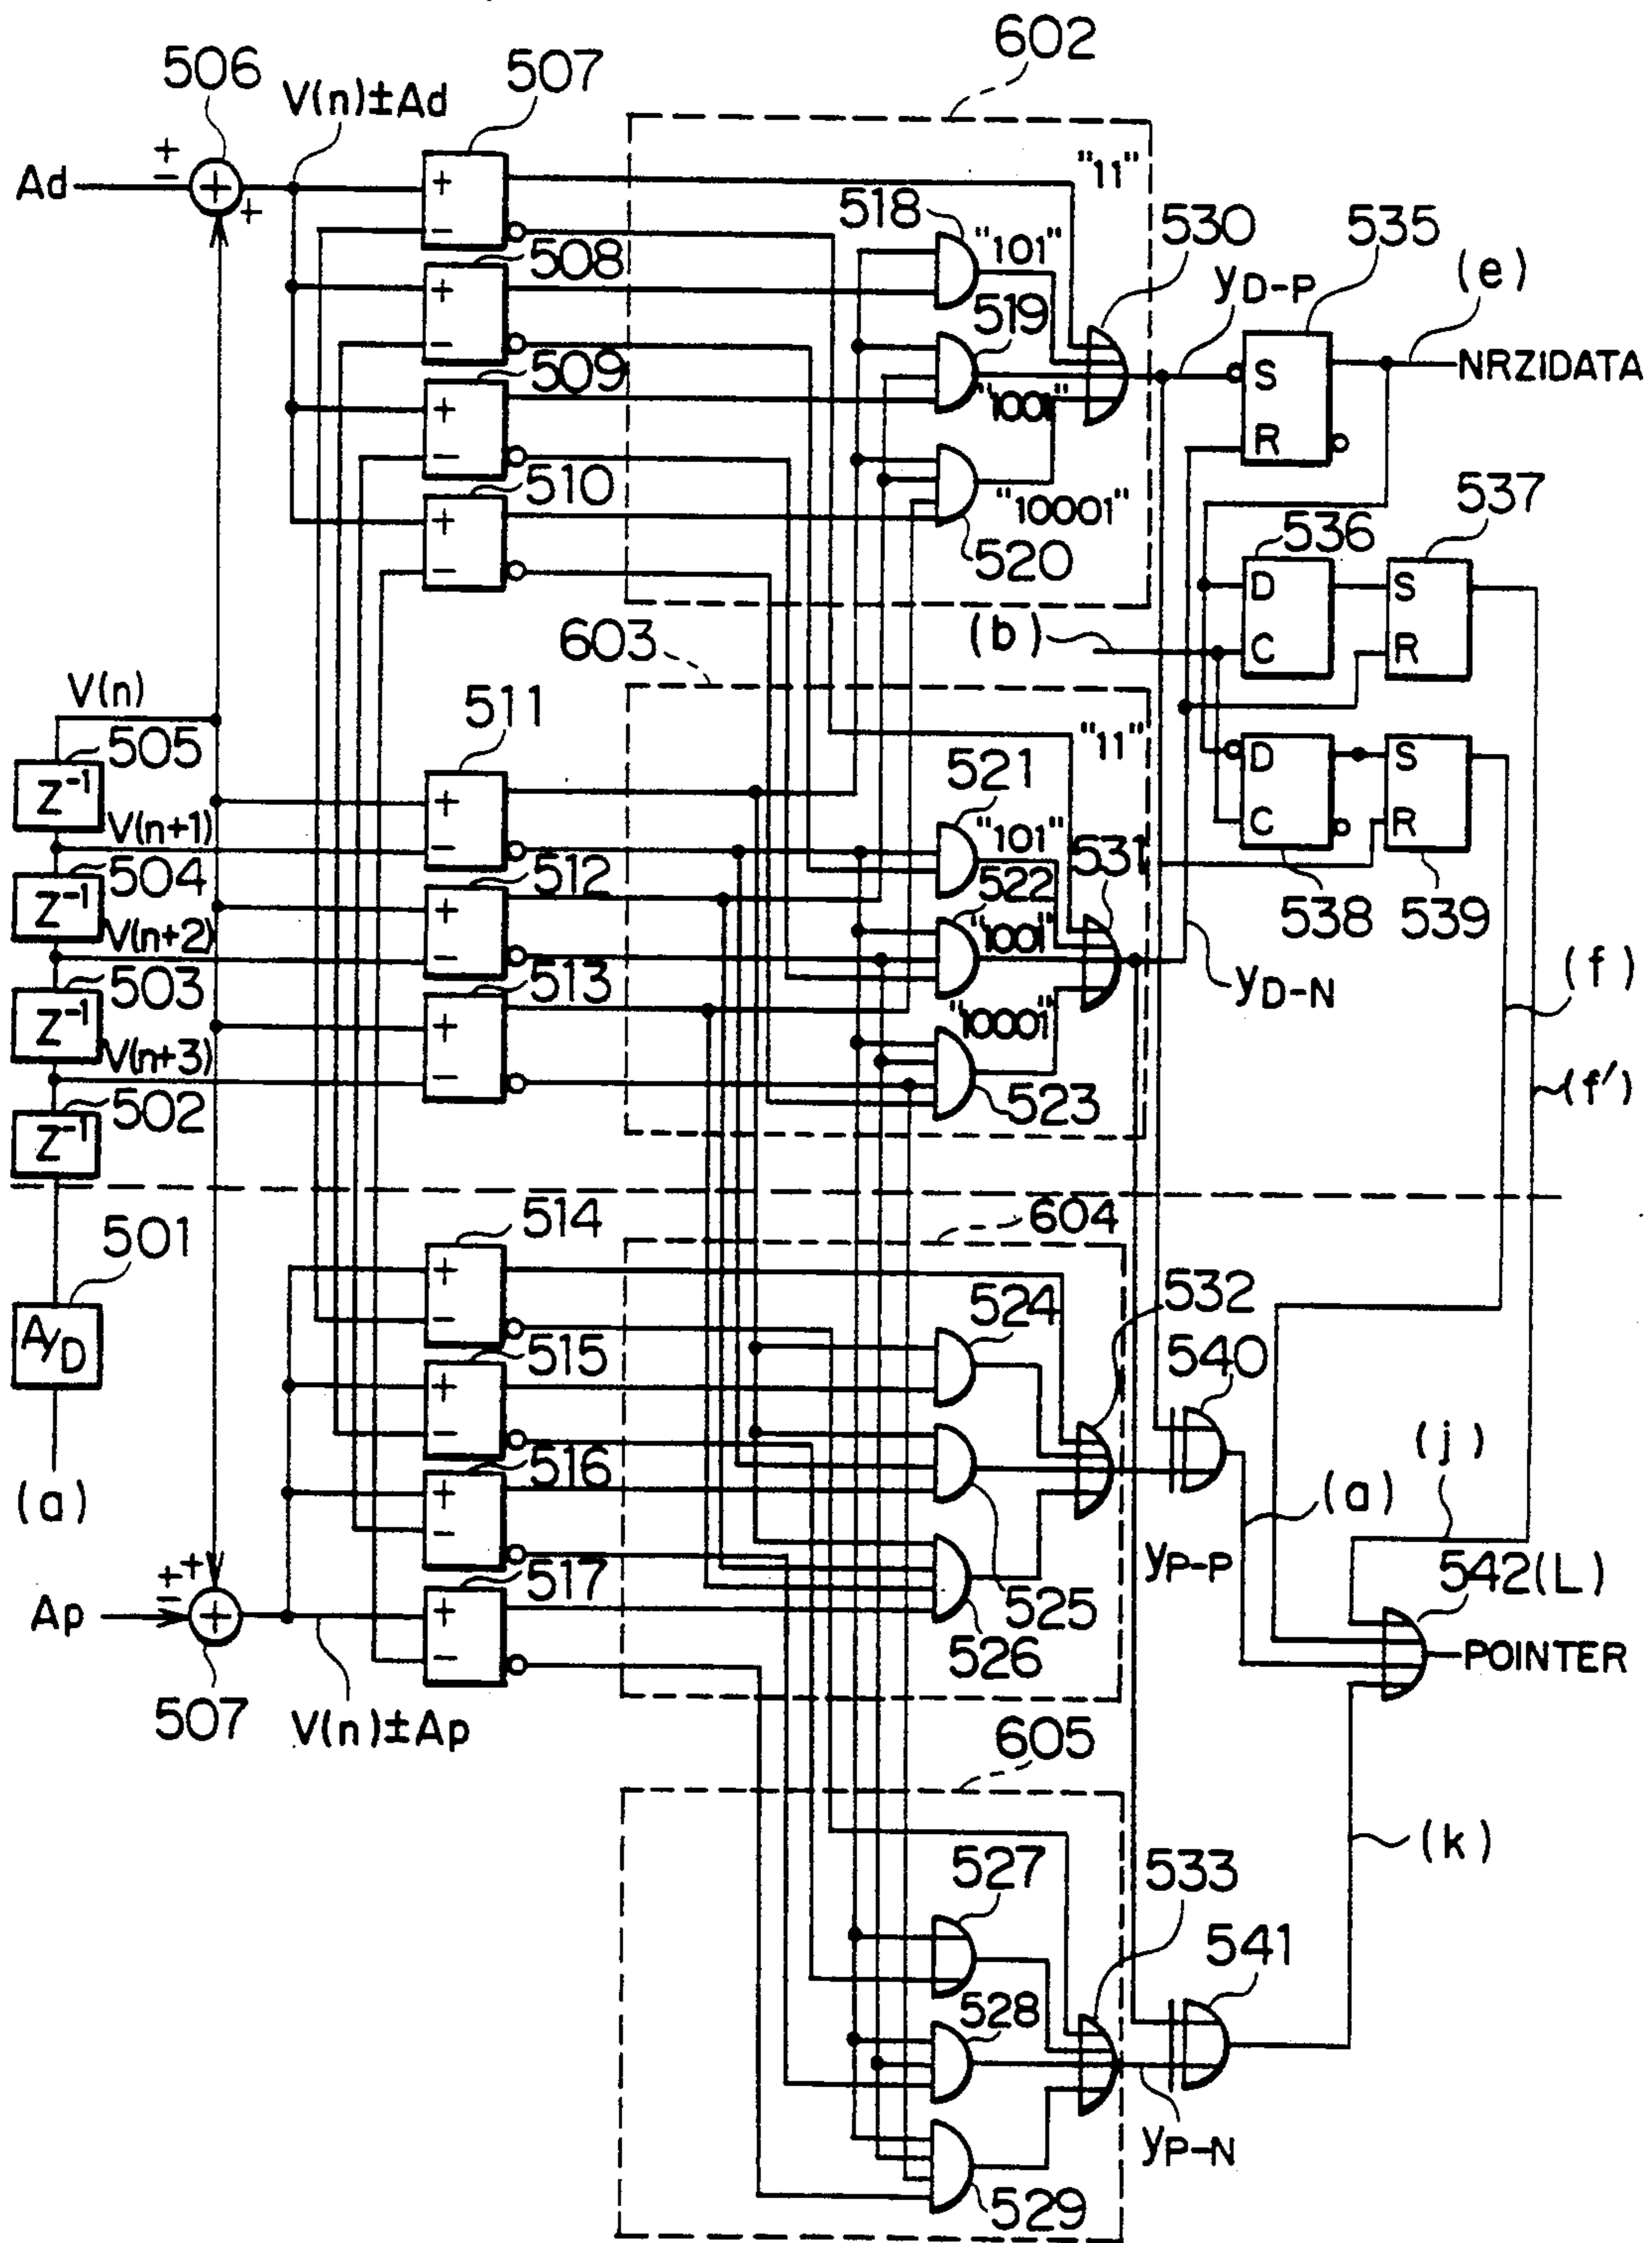 602
506
507
V(n)±Ad
+
−
Ad
+
+
"11"
+
−
518
"101"
530
535
508
+
−
519
yD-P
(e)
S
NRZIDATA
509
+
−
"1001"
R
510
+
−
"10001"
537
520
536
D
S
603
(b)
C
R
V(n)
511
"11"
505
Z⁻¹
+
−
521
D
S
V(n+1)
"101"
531
C
R
504
Z⁻¹
512
+
−
522
"1001"
538
539
V(n+2)
503
Z⁻¹
513
+
−
yD-N
(f)
"10001"
V(n+3)
(f')
502
Z⁻¹
523
604
514
501
+
−
532
524
A/D
540
515
+
−
516
+
−
(j)
(a)
(a)
+
±
−
517
yP-P
542(L)
Ap
+
+
−
525
526
POINTER
507
V(n)±Ap
605
(k)
527
533
541
528
yP-N
529